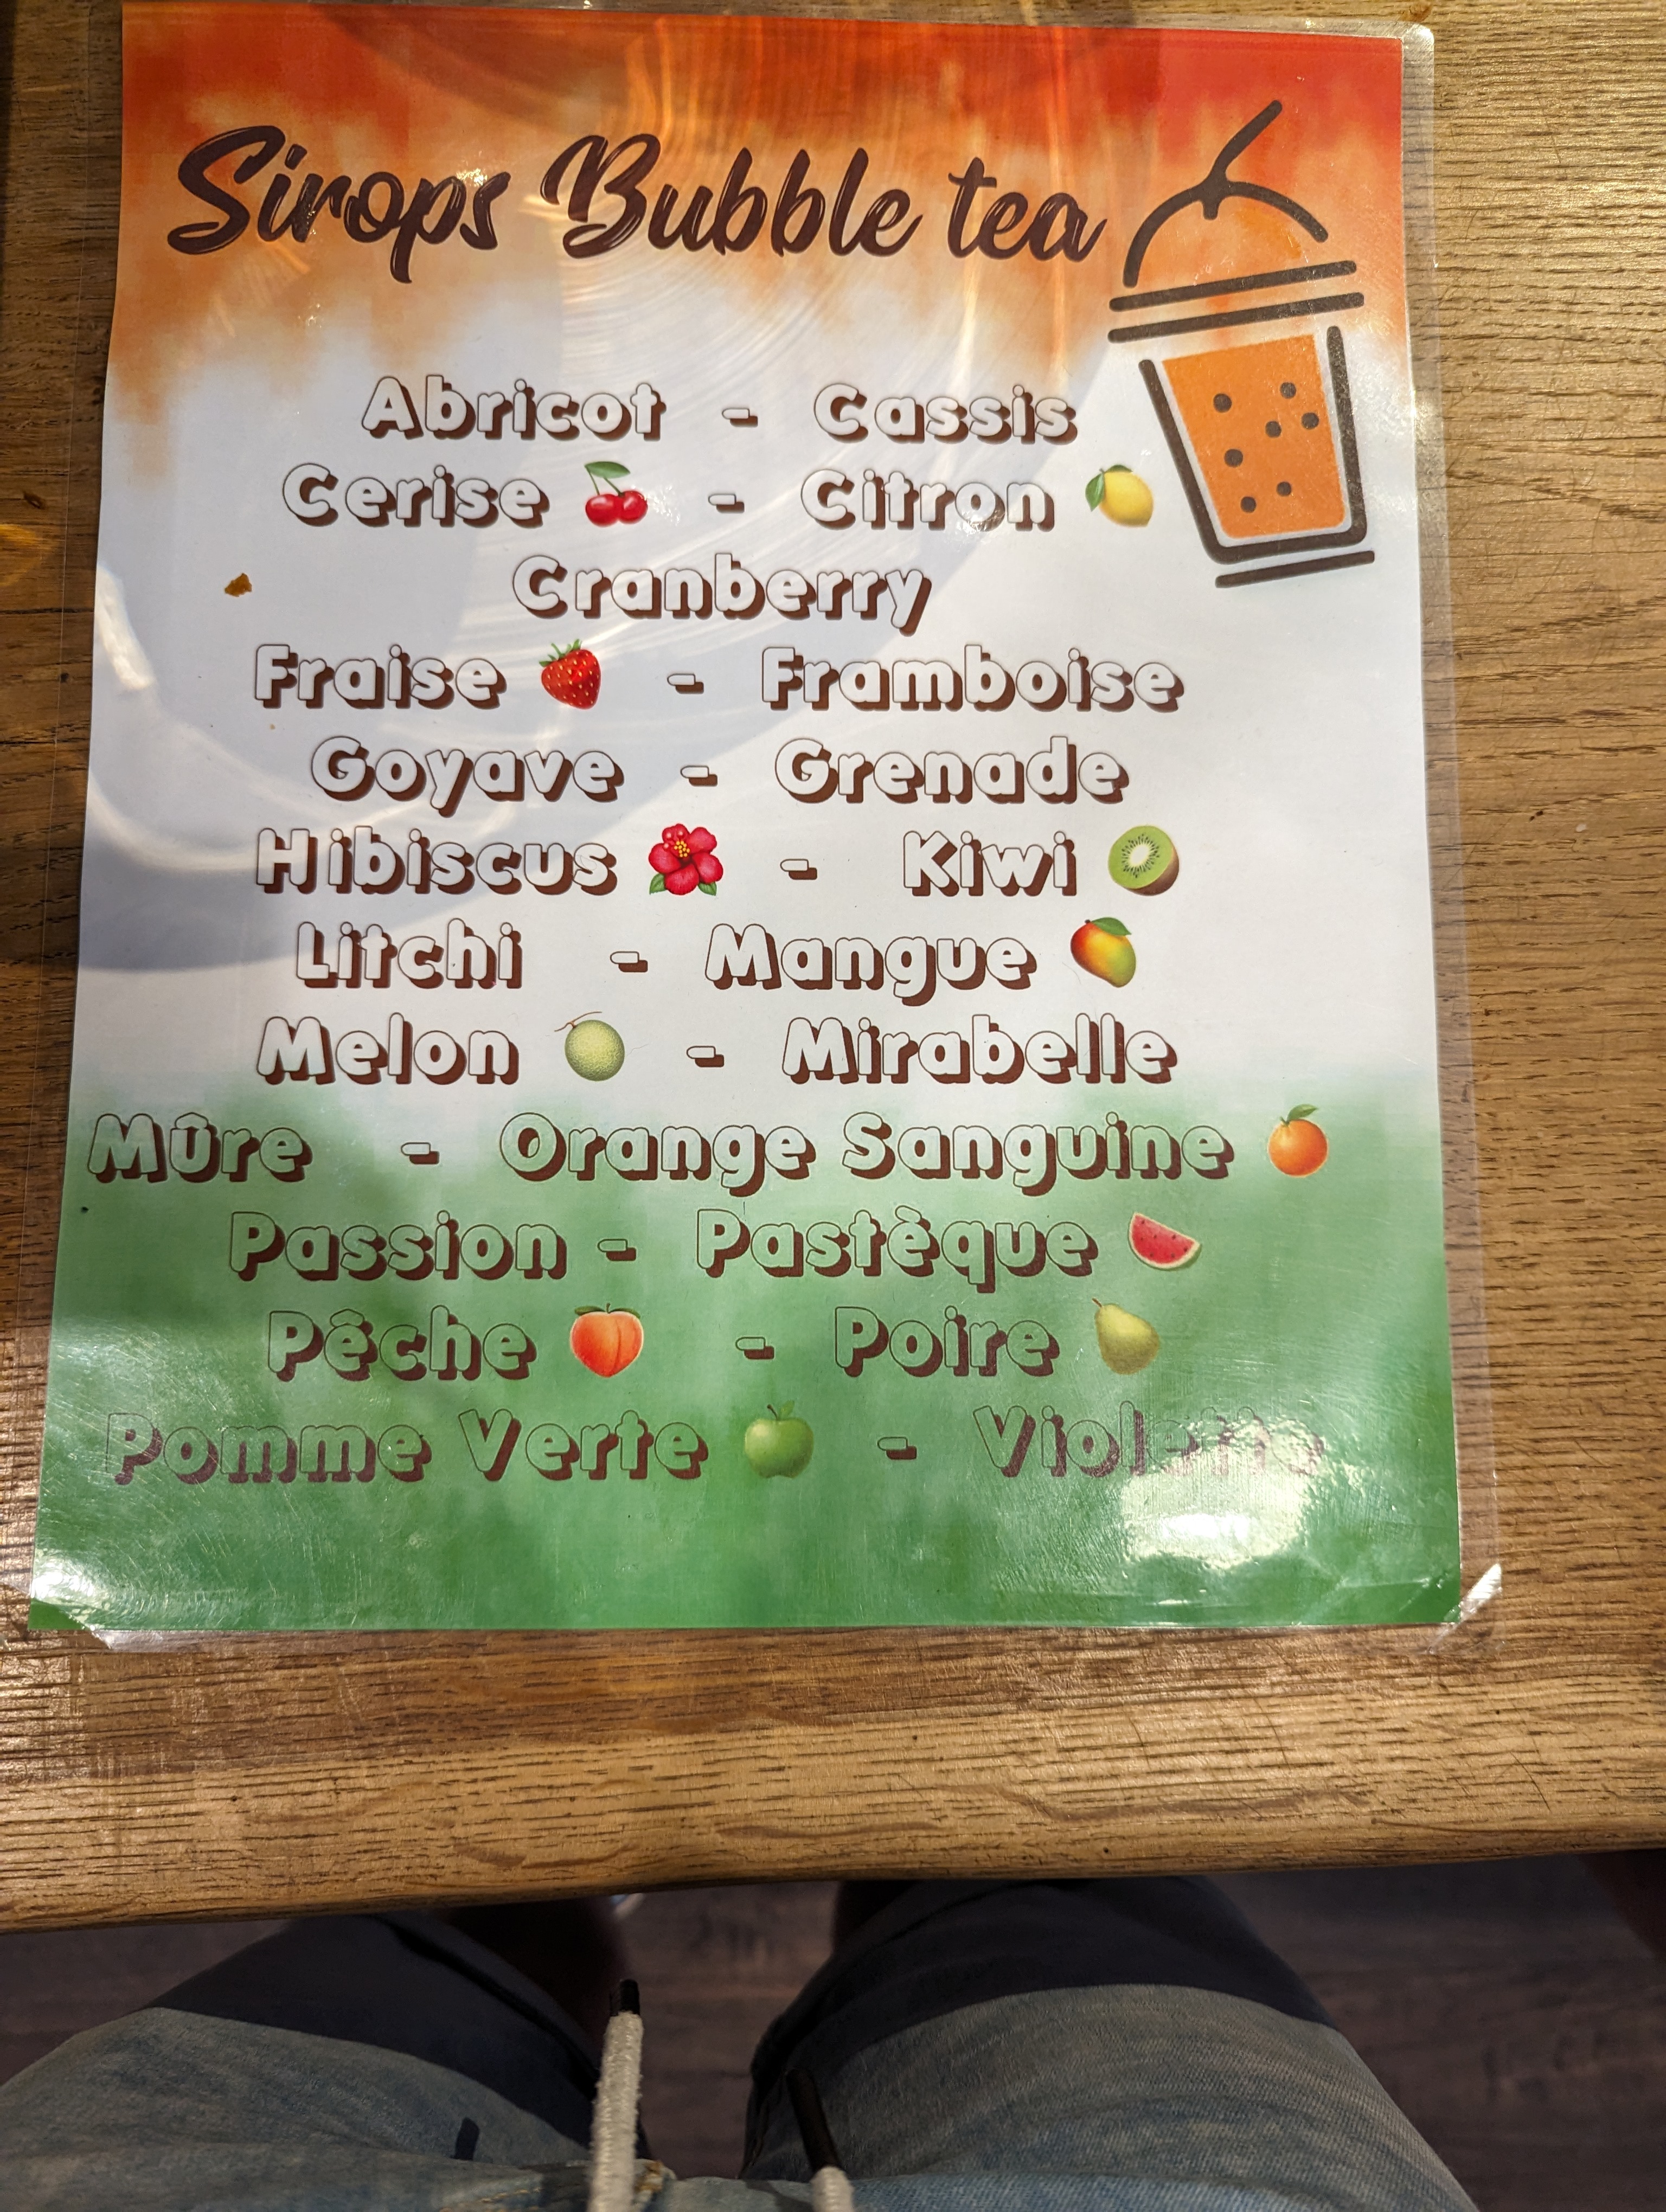 Sirops Bubble tea
Abricot - Cassis
Cerise - Citron
Cranberry
Fraise - Framboise
Goyave - Grenade
Hibiscus - Kiwi
Litchi - Mangue
Melon - Mirabelle
Mûre - Orange Sanguine
Passion - Pastèque
Pêche - Poire
Pomme Verte - Violette